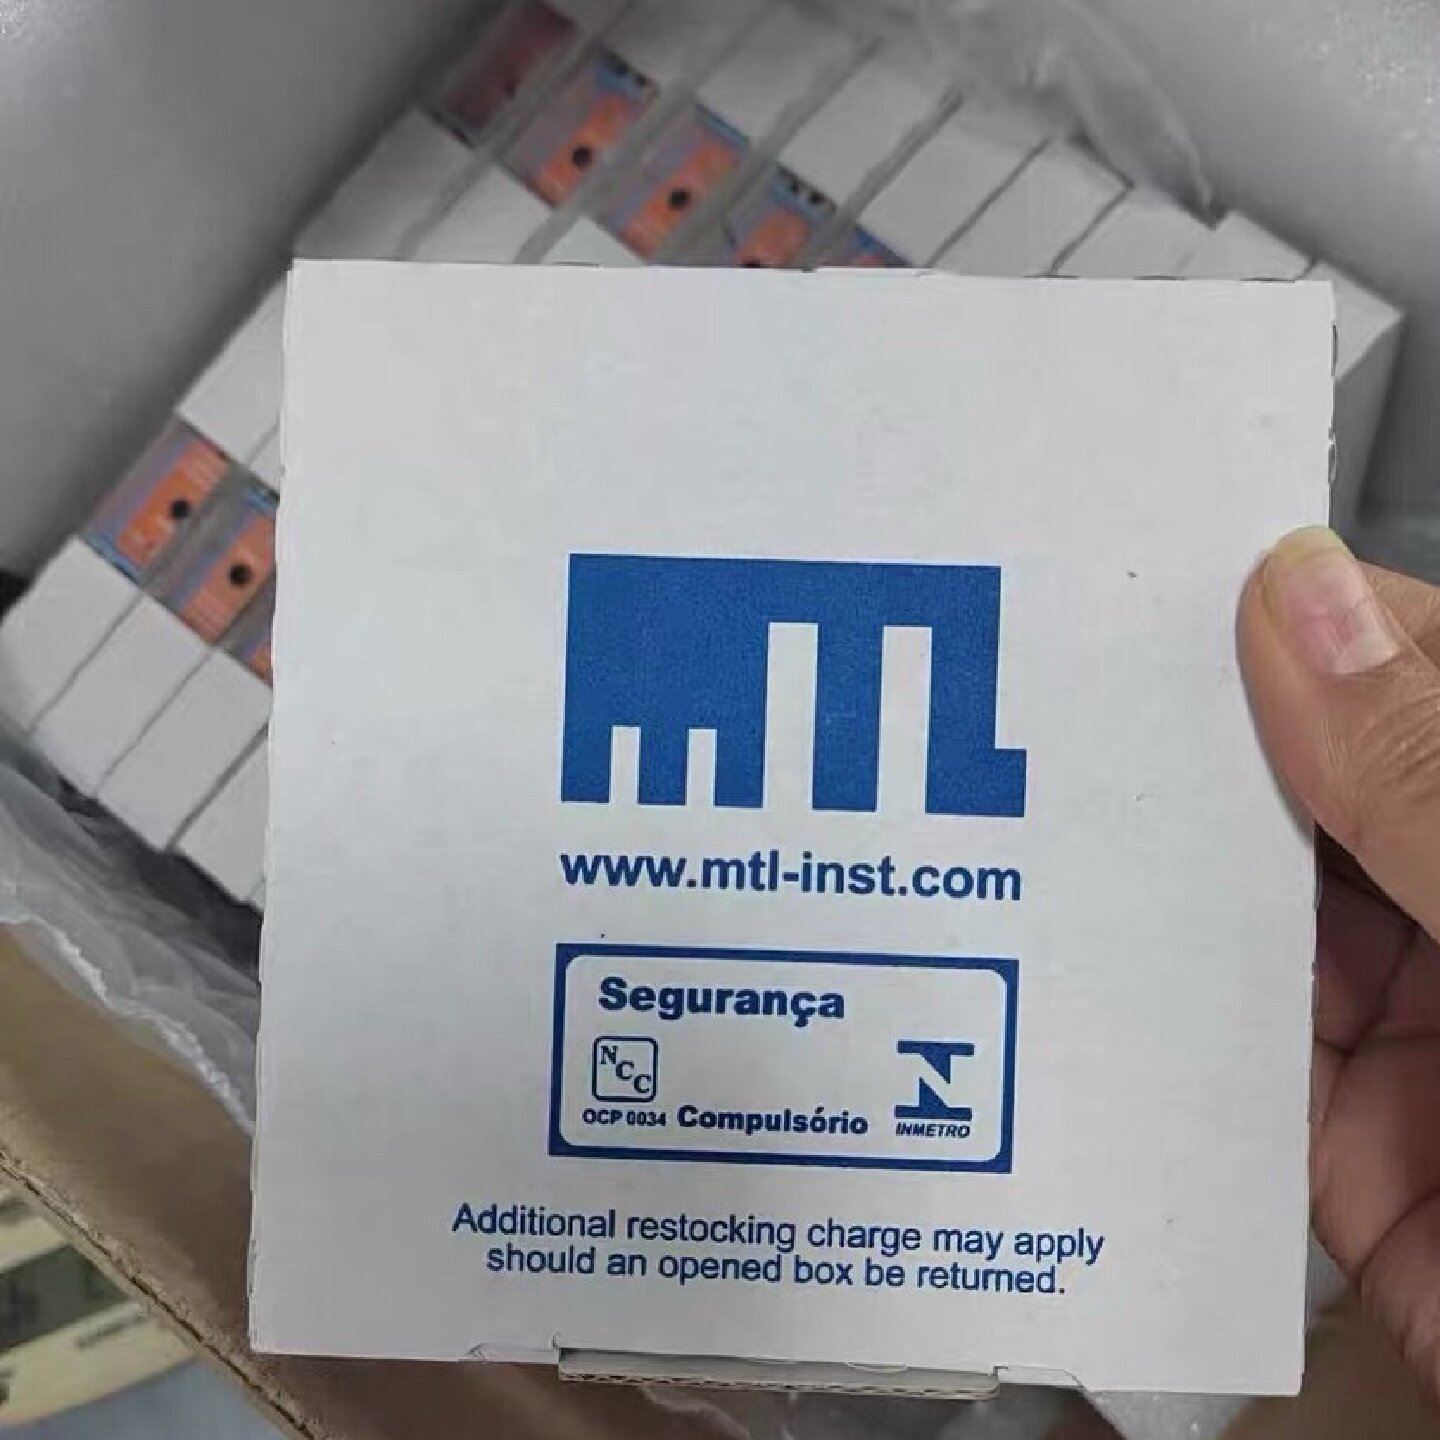 mtl
www.mtl-inst.com
Segurança
NCC
OCP 0034 Compulsório
INMETRO
Additional restocking charge may apply
should an opened box be returned.